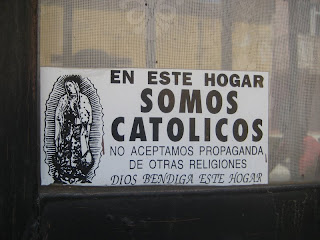 EN ESTE HOGAR
SOMOS
CATOLICOS
NO ACEPTAMOS PROPAGANDA
DE OTRAS RELIGIONES
DIOS BENDIGA ESTE HOGAR